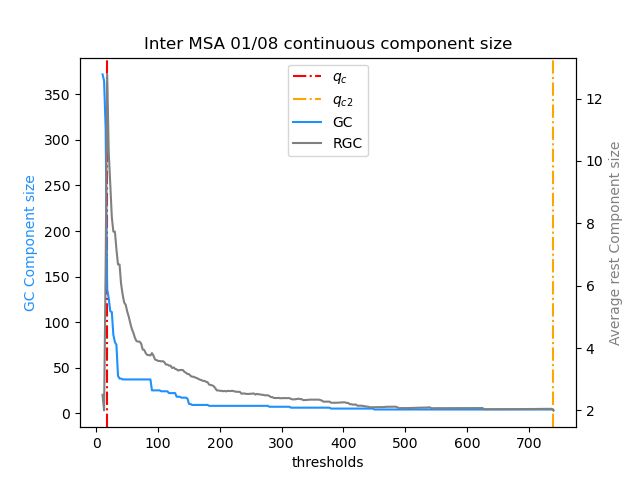 Inter MSA 01/08 continuous component size
q_c
q_c2
GC
RGC
GC Component size
350
300
250
200
150
100
50
0
12
10
8
6
4
2
Average rest Component size
0 100 200 300 400 500 600 700
thresholds